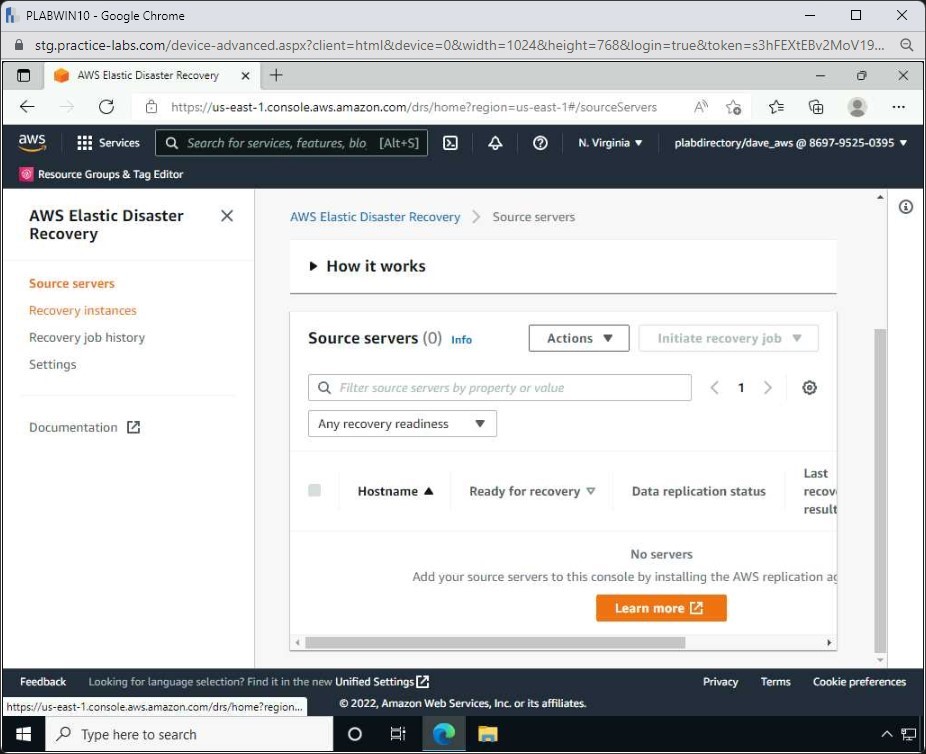 PLABWIN10 - Google Chrome
stg.practice-labs.com/device-advanced.aspx?client=html&device=0&width=1024&height=768&login=true&token=s3hFEXtEBv2MoV19...
AWS Elastic Disaster Recovery
https://us-east-1.console.aws.amazon.com/drs/home?region=us-east-1#/sourceServers
aws
Services
Search for services, features, blo [Alt+S]
N. Virginia
plabdirectory/dave_aws @ 8697-9525-0395
Resource Groups & Tag Editor
AWS Elastic Disaster
Recovery
Source servers
Recovery instances
Recovery job history
Settings
Documentation
AWS Elastic Disaster Recovery
Source servers
How it works
Source servers (0) Info
Actions
Initiate recovery job
Filter source servers by property or value
1
Any recovery readiness
Hostname
Ready for recovery
Data replication status
Last
recov
result
No servers
Add your source servers to this console by installing the AWS replication ag
Learn more
Feedback
Looking for language selection? Find it in the new Unified Settings
Privacy
Terms
Cookie preferences
https://us-east-1.console.aws.amazon.com/drs/home?region...
© 2022, Amazon Web Services, Inc. or its affiliates.
Type here to search